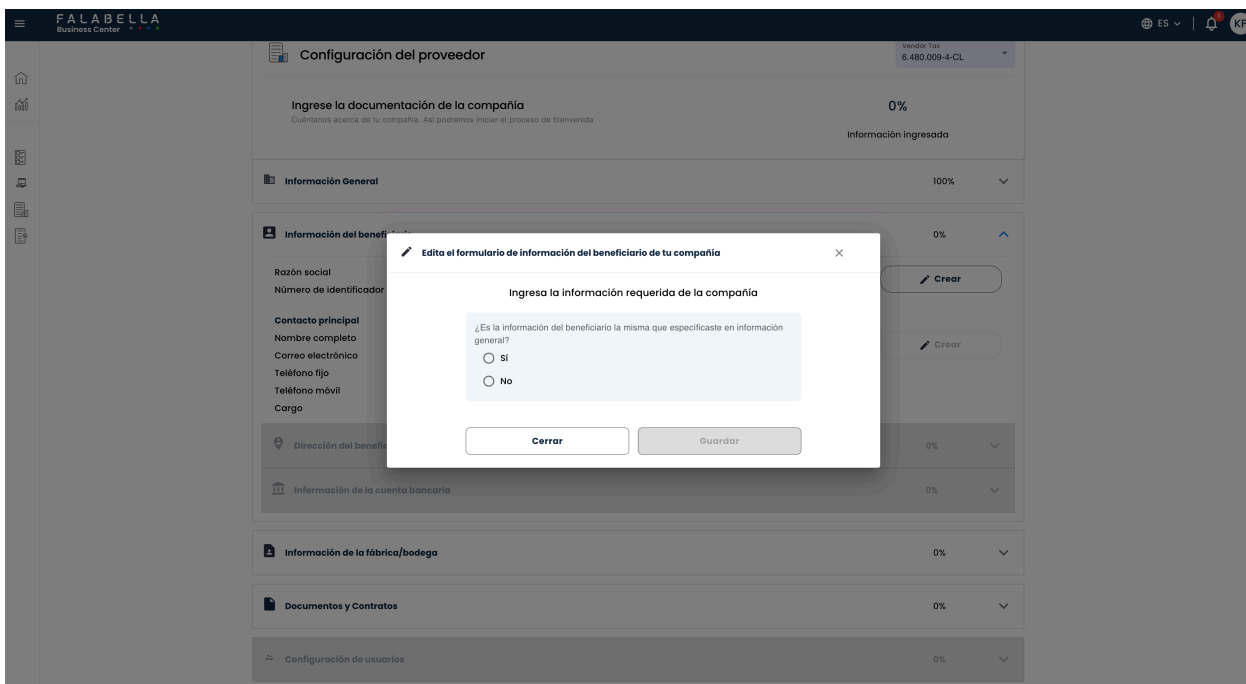 FALABELLA
Business Center
ES
1
KP
Configuración del proveedor
Vendor Tax
6.480.009-4-CL
Ingrese la documentación de la compañía
Cuéntanos acerca de tu compañía. Así podremos iniciar el proceso de bienvenida
0%
Información ingresada
Información General
100%
Información del
0%
Edita el formulario de información del beneficiario de tu compañía
Razón social
Número de identificador
Crear
Ingresa la información requerida de la compañía
¿Es la información del beneficiario la misma que especificaste en información
general?
Sí
No
Contacto principal
Nombre completo
Correo electrónico
Teléfono fijo
Teléfono móvil
Cargo
Crear
Cerrar
Guardar
Dirección del
0%
Información de la cuenta bancaria
0%
Información de la fábrica/bodega
0%
Documentos y Contratos
0%
Configuración de usuarios
0%